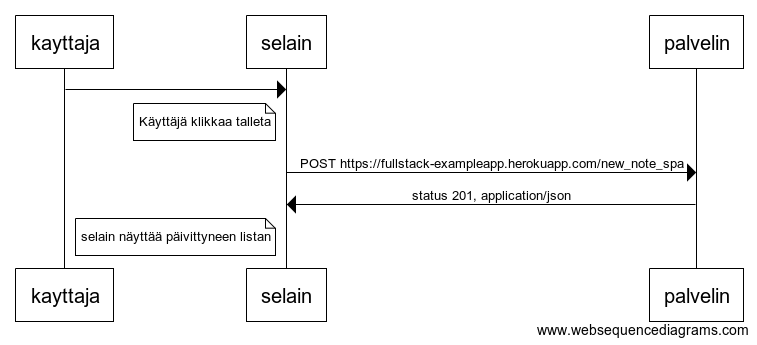 kayttaja
selain
palvelin
Käyttäjä klikkaa talleta
POST https://fullstack-exampleapp.herokuapp.com/new_note_spa
status 201, application/json
selain näyttää päivittyneen listan
kayttaja
selain
palvelin
www.websequencediagrams.com